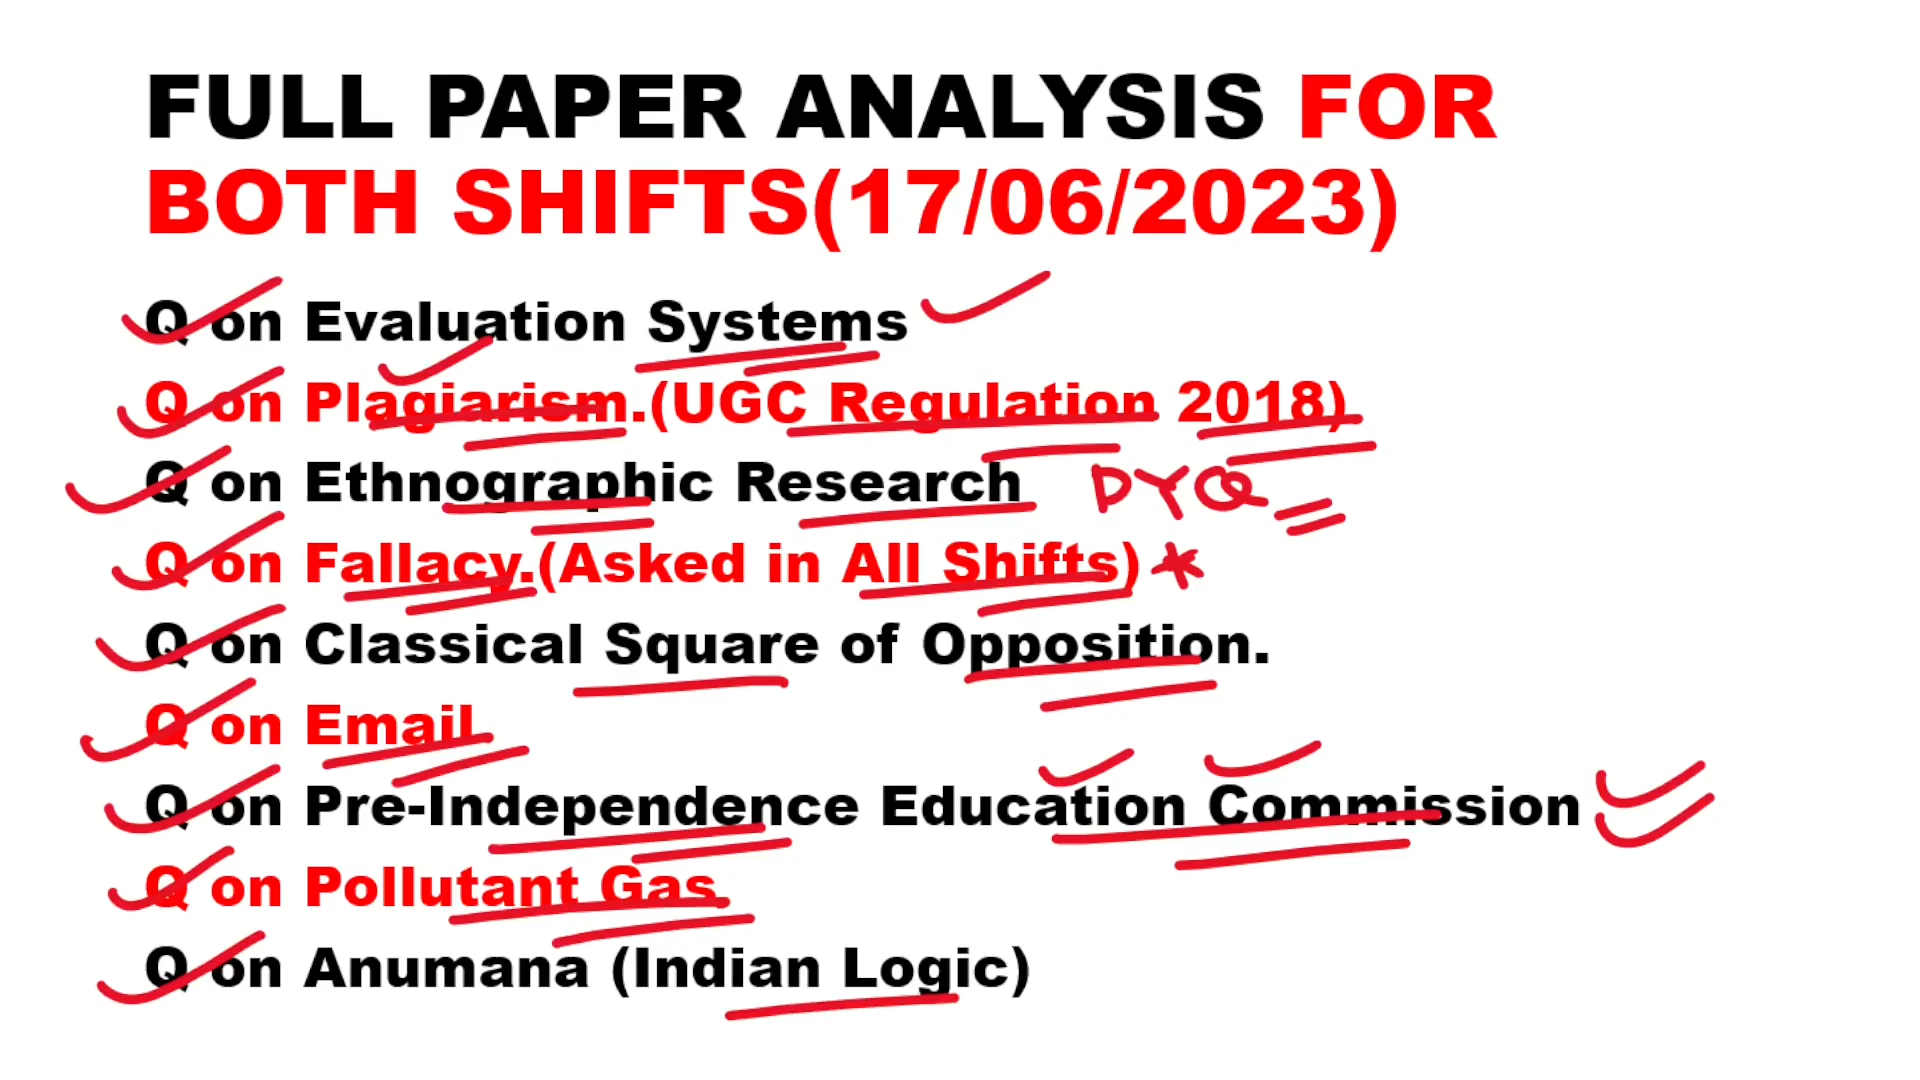 FULL PAPER ANALYSIS FOR
BOTH SHIFTS(17/06/2023)
Q on Evaluation Systems
Q on Plagiarism.(UGC Regulation 2018)
Q on Ethnographic Research PYQ
Q on Fallacy.(Asked in All Shifts)*
Q on Classical Square of Opposition.
Q on Email
Q on Pre-Independence Education Commission
Q on Pollutant Gas
Q on Anumana (Indian Logic)